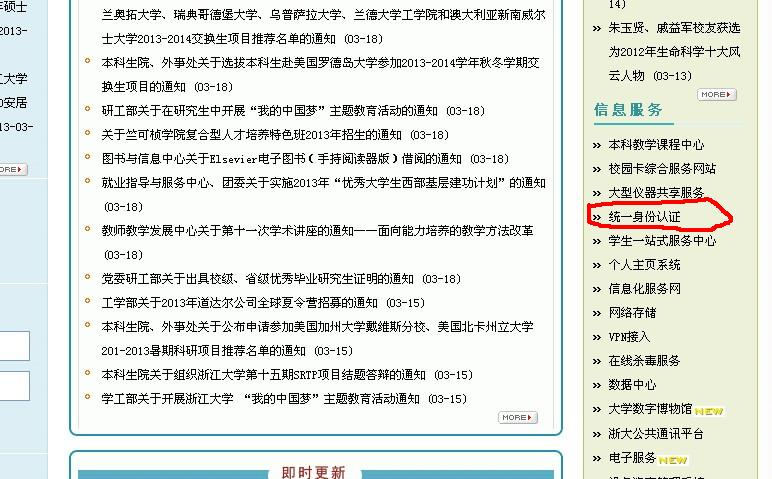 年硕士
2013-
江大学
0安居
13-03-
兰奥拓大学、瑞典哥德堡大学、乌普萨拉大学、兰德大学工学院和澳大利亚新南威尔
士大学2013-2014交换生项目推荐名单的通知 (03-18)
本科生院、外事处关于选拔本科生赴美国罗德岛大学参加2013-2014学年秋冬学期交
换生项目的通知 (03-18)
研工部关于在研究生中开展“我的中国梦”主题教育活动的通知 (03-18)
关于竺可桢学院复合型人才培养特色班2013年招生的通知 (03-18)
图书与信息中心关于Elsevier电子图书(手持阅读器版)借阅的通知 (03-18)
就业指导与服务中心、团委关于实施2013年“优秀大学生西部基层建功计划”的通知
(03-18)
教师教学发展中心关于第十一次学术讲座的通知——面向能力培养的教学方法改革
(03-18)
党委研工部关于出具校级、省级优秀毕业研究生证明的通知 (03-18)
工学部关于2013年道达尔公司全球夏令营招募的通知 (03-15)
本科生院、外事处关于公布申请参加美国加州大学戴维斯分校、美国北卡州立大学
201-2013暑期科研项目推荐名单的通知 (03-15)
本科生院关于组织浙江大学第十五期SRTP项目结题答辩的通知 (03-15)
学工部关于开展浙江大学 “我的中国梦”主题教育活动通知 (03-15)
MORE
即时更新
14)
» 朱玉贤、戚益军校友获选
为2012年生命科学十大风
云人物 (03-13)
MORE
信息服务
» 本科教学课程中心
» 校园卡综合服务网站
» 大型仪器共享服务
» 统一身份认证
» 学生一站式服务中心
» 个人主页系统
» 信息化服务网
» 网络存储
» VPN接入
» 在线杀毒服务
» 数据中心
» 大学数字博物馆 NEW
» 浙大公共通讯平台
» 电子服务 NEW